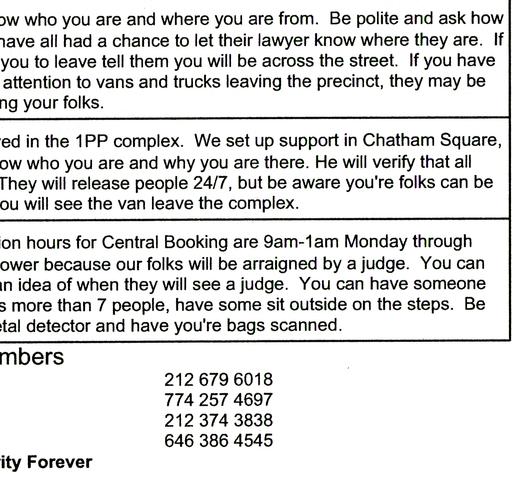 ow who you are and where you are from. Be polite and ask how
have all had a chance to let their lawyer know where they are. If
you to leave tell them you will be across the street. If you have
attention to vans and trucks leaving the precinct, they may be
ng your folks.
ed in the 1PP complex. We set up support in Chatham Square,
ow who you are and why you are there. He will verify that all
They will release people 24/7, but be aware you're folks can be
ou will see the van leave the complex.
ion hours for Central Booking are 9am-1am Monday through
ower because our folks will be arraigned by a judge. You can
an idea of when they will see a judge. You can have someone
s more than 7 people, have some sit outside on the steps. Be
etal detector and have you're bags scanned.
mbers
212 679 6018
774 257 4697
212 374 3838
646 386 4545
ity Forever